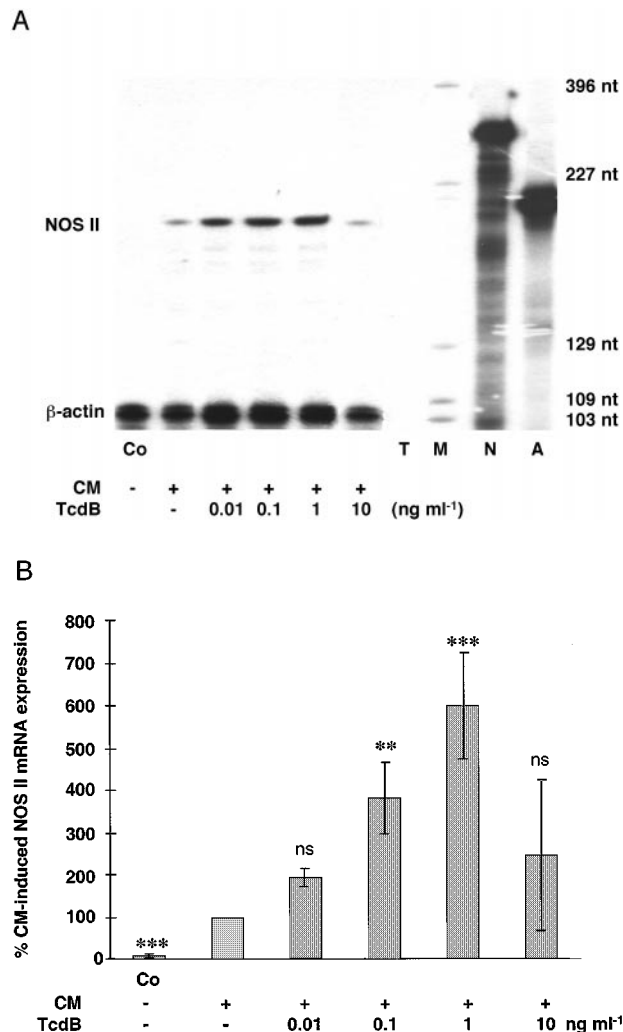 A
396 nt
227 nt
NOS II
129 nt
109 nt
β-actin
103 nt
Co T M N A
CM - + + + + +
TcdB - 0.01 0.1 1 10 (ng ml-1)
B
% CM-induced NOS II mRNA expression
800
700
600
500
400
300
200
100
0
***
ns
**
***
ns
Co
CM - + + + + +
TcdB - - 0.01 0.1 1 10 ng ml-1